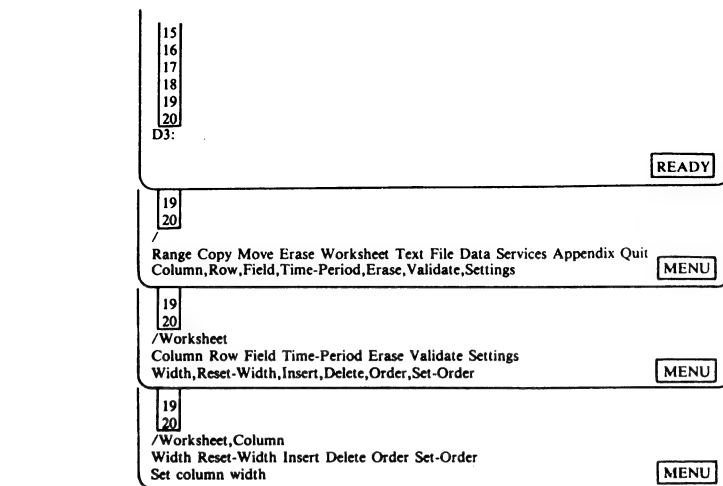 15
16
17
18
19
20
D3:
READY
19
20
/
Range Copy Move Erase Worksheet Text File Data Services Appendix Quit
Column,Row,Field,Time-Period,Erase,Validate,Settings
MENU
19
20
/Worksheet
Column Row Field Time-Period Erase Validate Settings
Width,Reset-Width,Insert,Delete,Order,Set-Order
MENU
19
20
/Worksheet,Column
Width Reset-Width Insert Delete Order Set-Order
Set column width
MENU